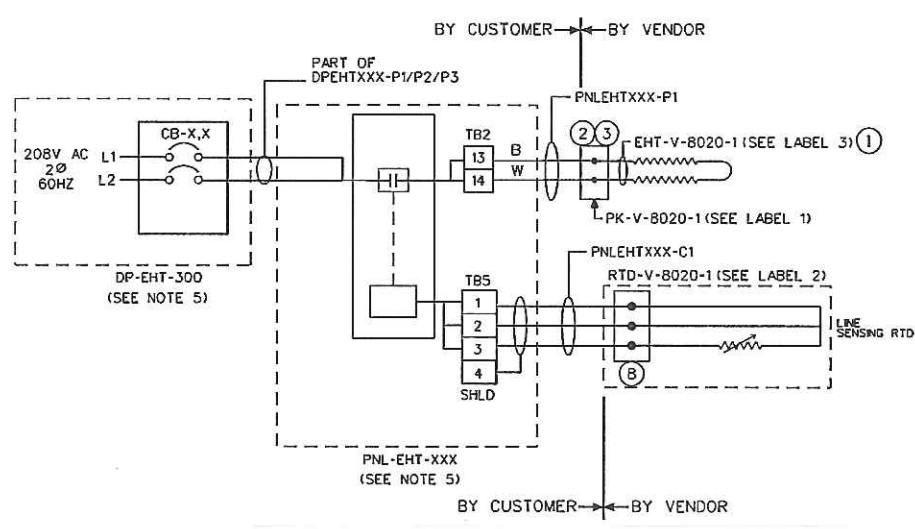 BY CUSTOMER BY VENDOR
PART OF
DPEHTXXX-P1/P2/P3
PNLEHTXXX-P1
CB-X,X
208V AC
2Ø
60HZ
L1
L2
TB2
13
14
B
W
2 3
EHT-V-8020-1 (SEE LABEL 3) 1
PK-V-8020-1 (SEE LABEL 1)
DP-EHT-300
(SEE NOTE 5)
PNLEHTXXX-C1
RTD-V-8020-1 (SEE LABEL 2)
TB5
1
2
3
4
SHLD
LINE
SENSING RTD
8
PNL-EHT-XXX
(SEE NOTE 5)
BY CUSTOMER BY VENDOR